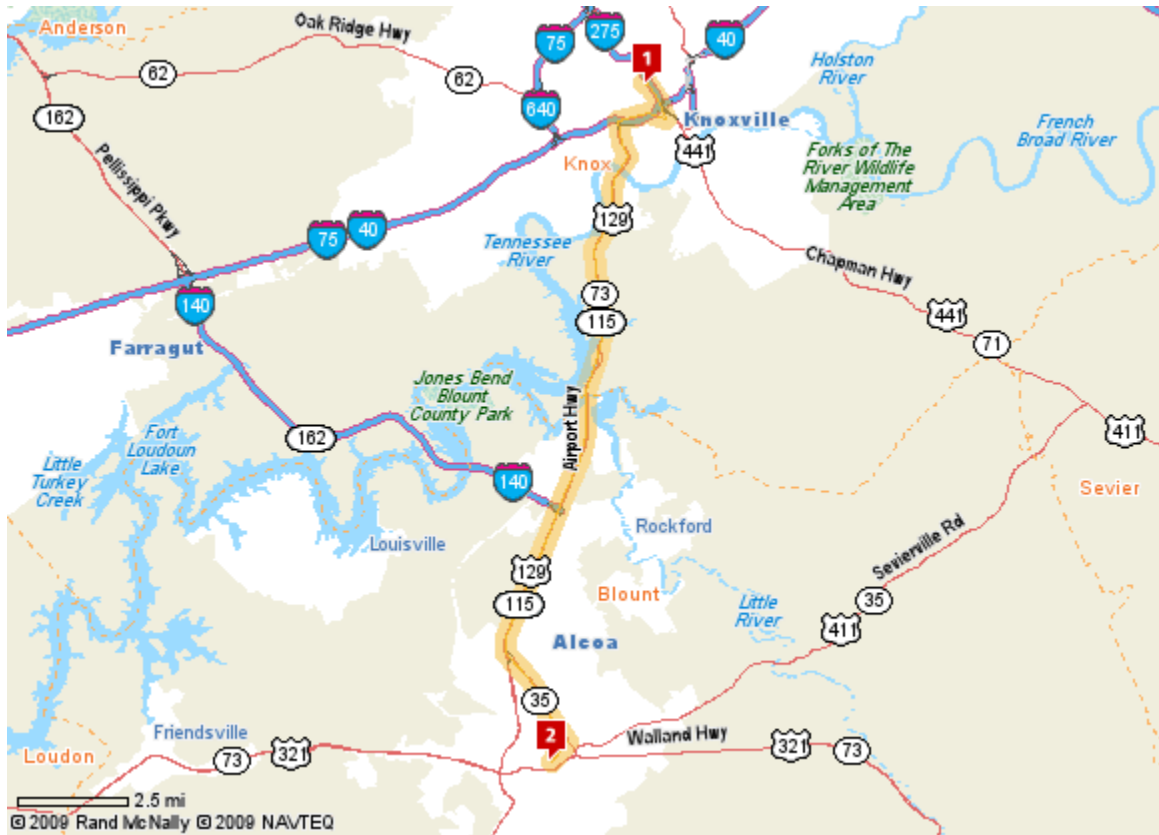 Anderson
Oak Ridge Hwy
75
275
40
1
62
62
162
640
Holston
River
Knoxville
French
Broad River
441
Knox
Forks of The
River Wildlife
Management
Area
Pellissippi Pkwy
129
75
40
Tennessee
River
Chapman Hwy
140
73
115
441
71
Farragut
Jones Bend
Blount
County Park
Airport Hwy
162
411
Fort
Loudoun
Lake
Little
Turkey
Creek
140
Sevier
Rockford
Louisville
Sevierville Rd
129
115
Blount
35
Little
River
411
Alcoa
35
Friendsville
2
Walland Hwy
Loudon
73
321
321
73
2.5 mi
© 2009 Rand McNally © 2009 NAVTEQ